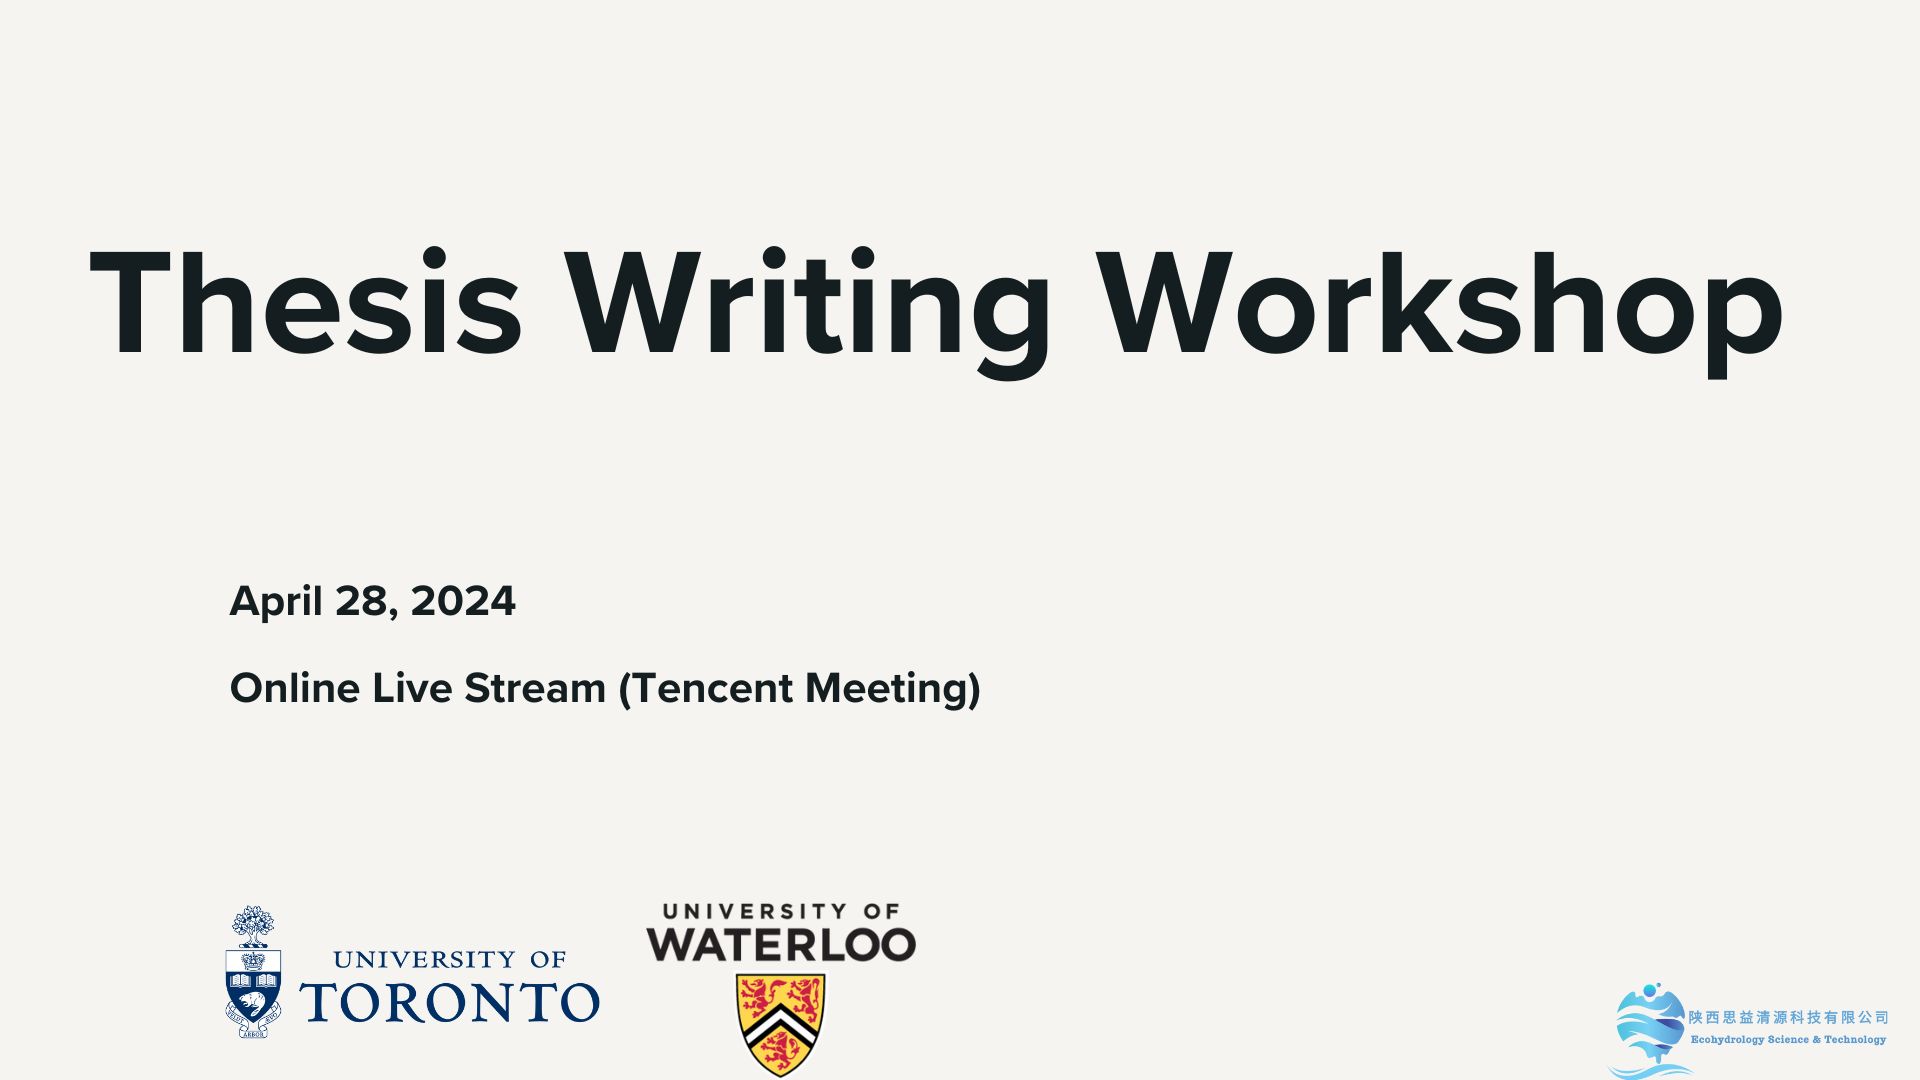 Thesis Writing Workshop
April 28, 2024
Online Live Stream (Tencent Meeting)
UNIVERSITY OF
TORONTO
UNIVERSITY OF
WATERLOO
陕西思益清源科技有限公司
Ecohydrology Science & Technology